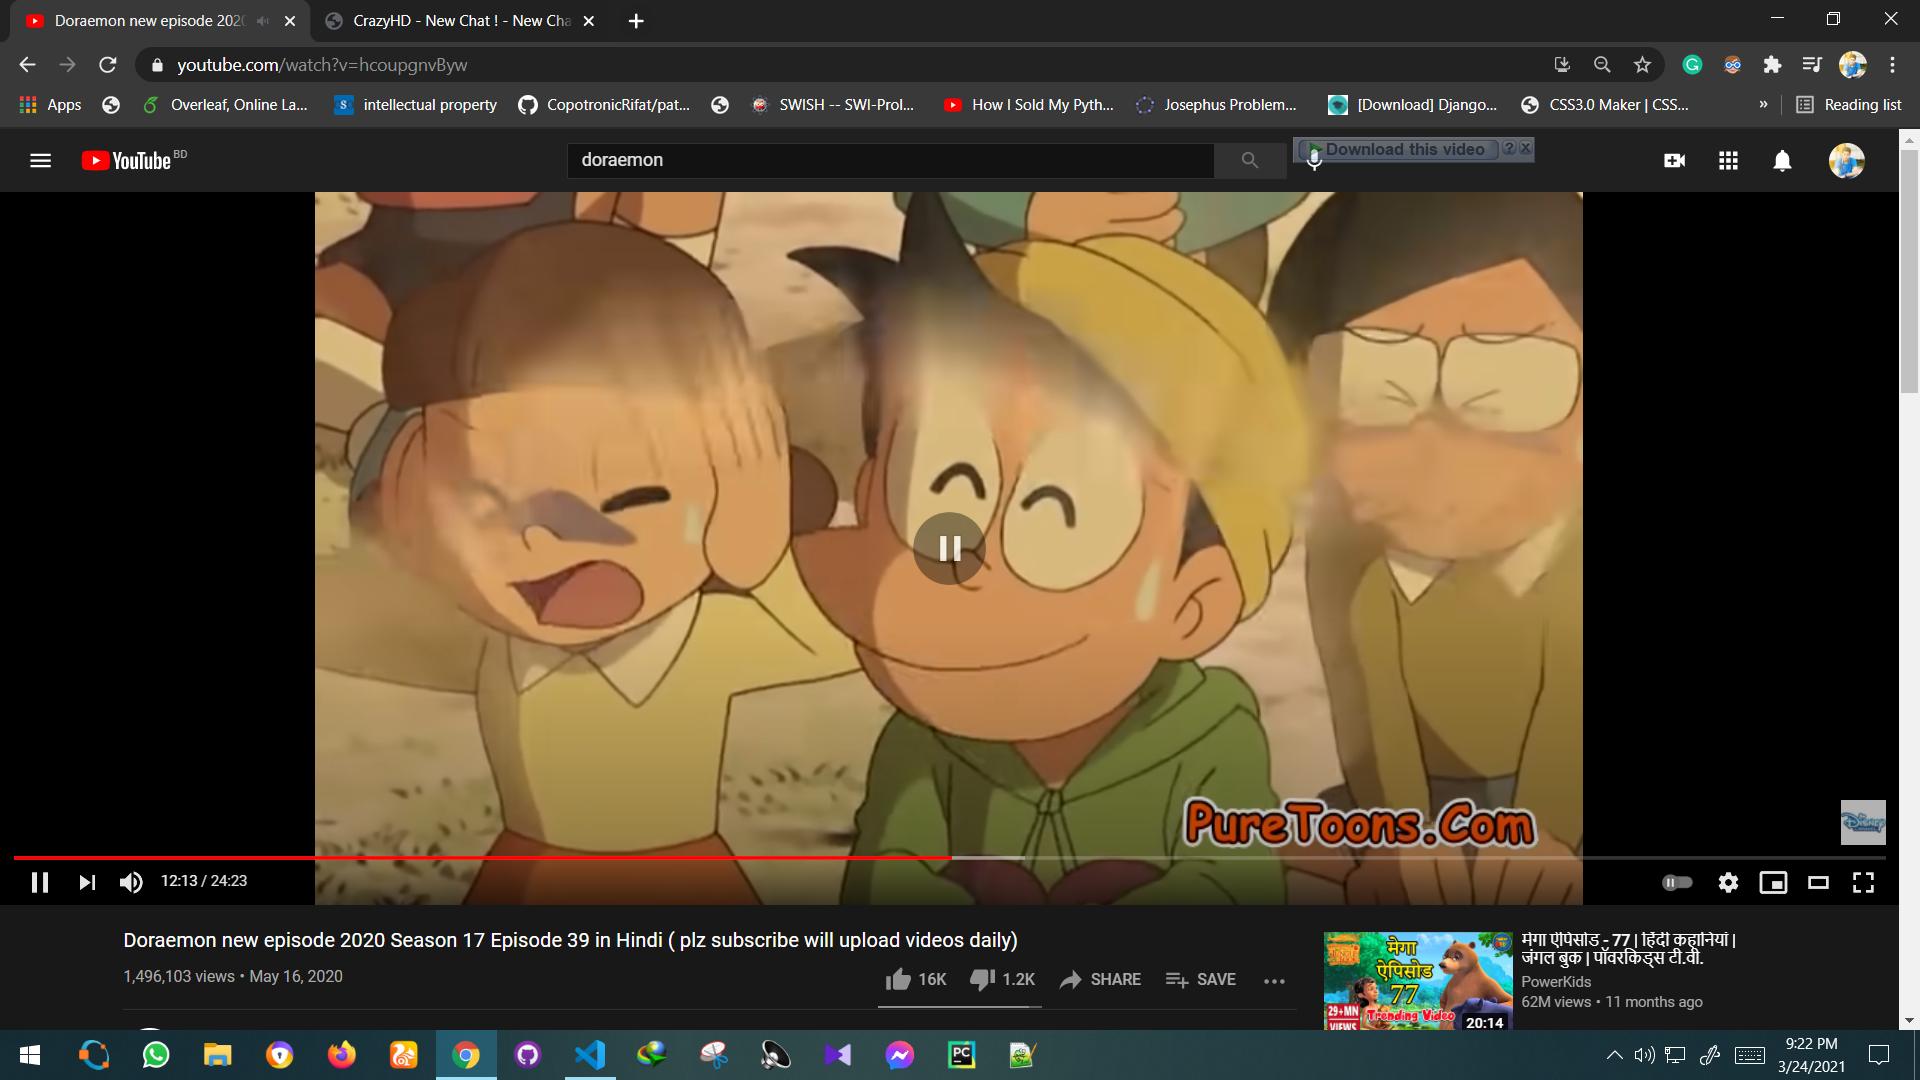 Doraemon new episode 202
CrazyHD - New Chat ! - New Cha
youtube.com/watch?v=hcoupgnvByw
Apps
Overleaf, Online La...
intellectual property
CopotronicRifat/pat...
SWISH -- SWI-Prol...
How I Sold My Pyth...
Josephus Problem...
[Download] Django...
CSS3.0 Maker | CSS...
»
Reading list
YouTube BD
doraemon
Download this video
PureToons.Com
Disney
12:13 / 24:23
Doraemon new episode 2020 Season 17 Episode 39 in Hindi ( plz subscribe will upload videos daily)
1,496,103 views • May 16, 2020
16K
1.2K
SHARE
SAVE
मेगा
ऐपिसोड
77
29+MN
VIEWS
Trending Video
20:14
मेगा ऐपिसोड - 77 | हिंदी कहानियां |
जंगल बुक | पॉवरकिड्स टी.वी.
PowerKids
62M views • 11 months ago
9:22 PM
3/24/2021